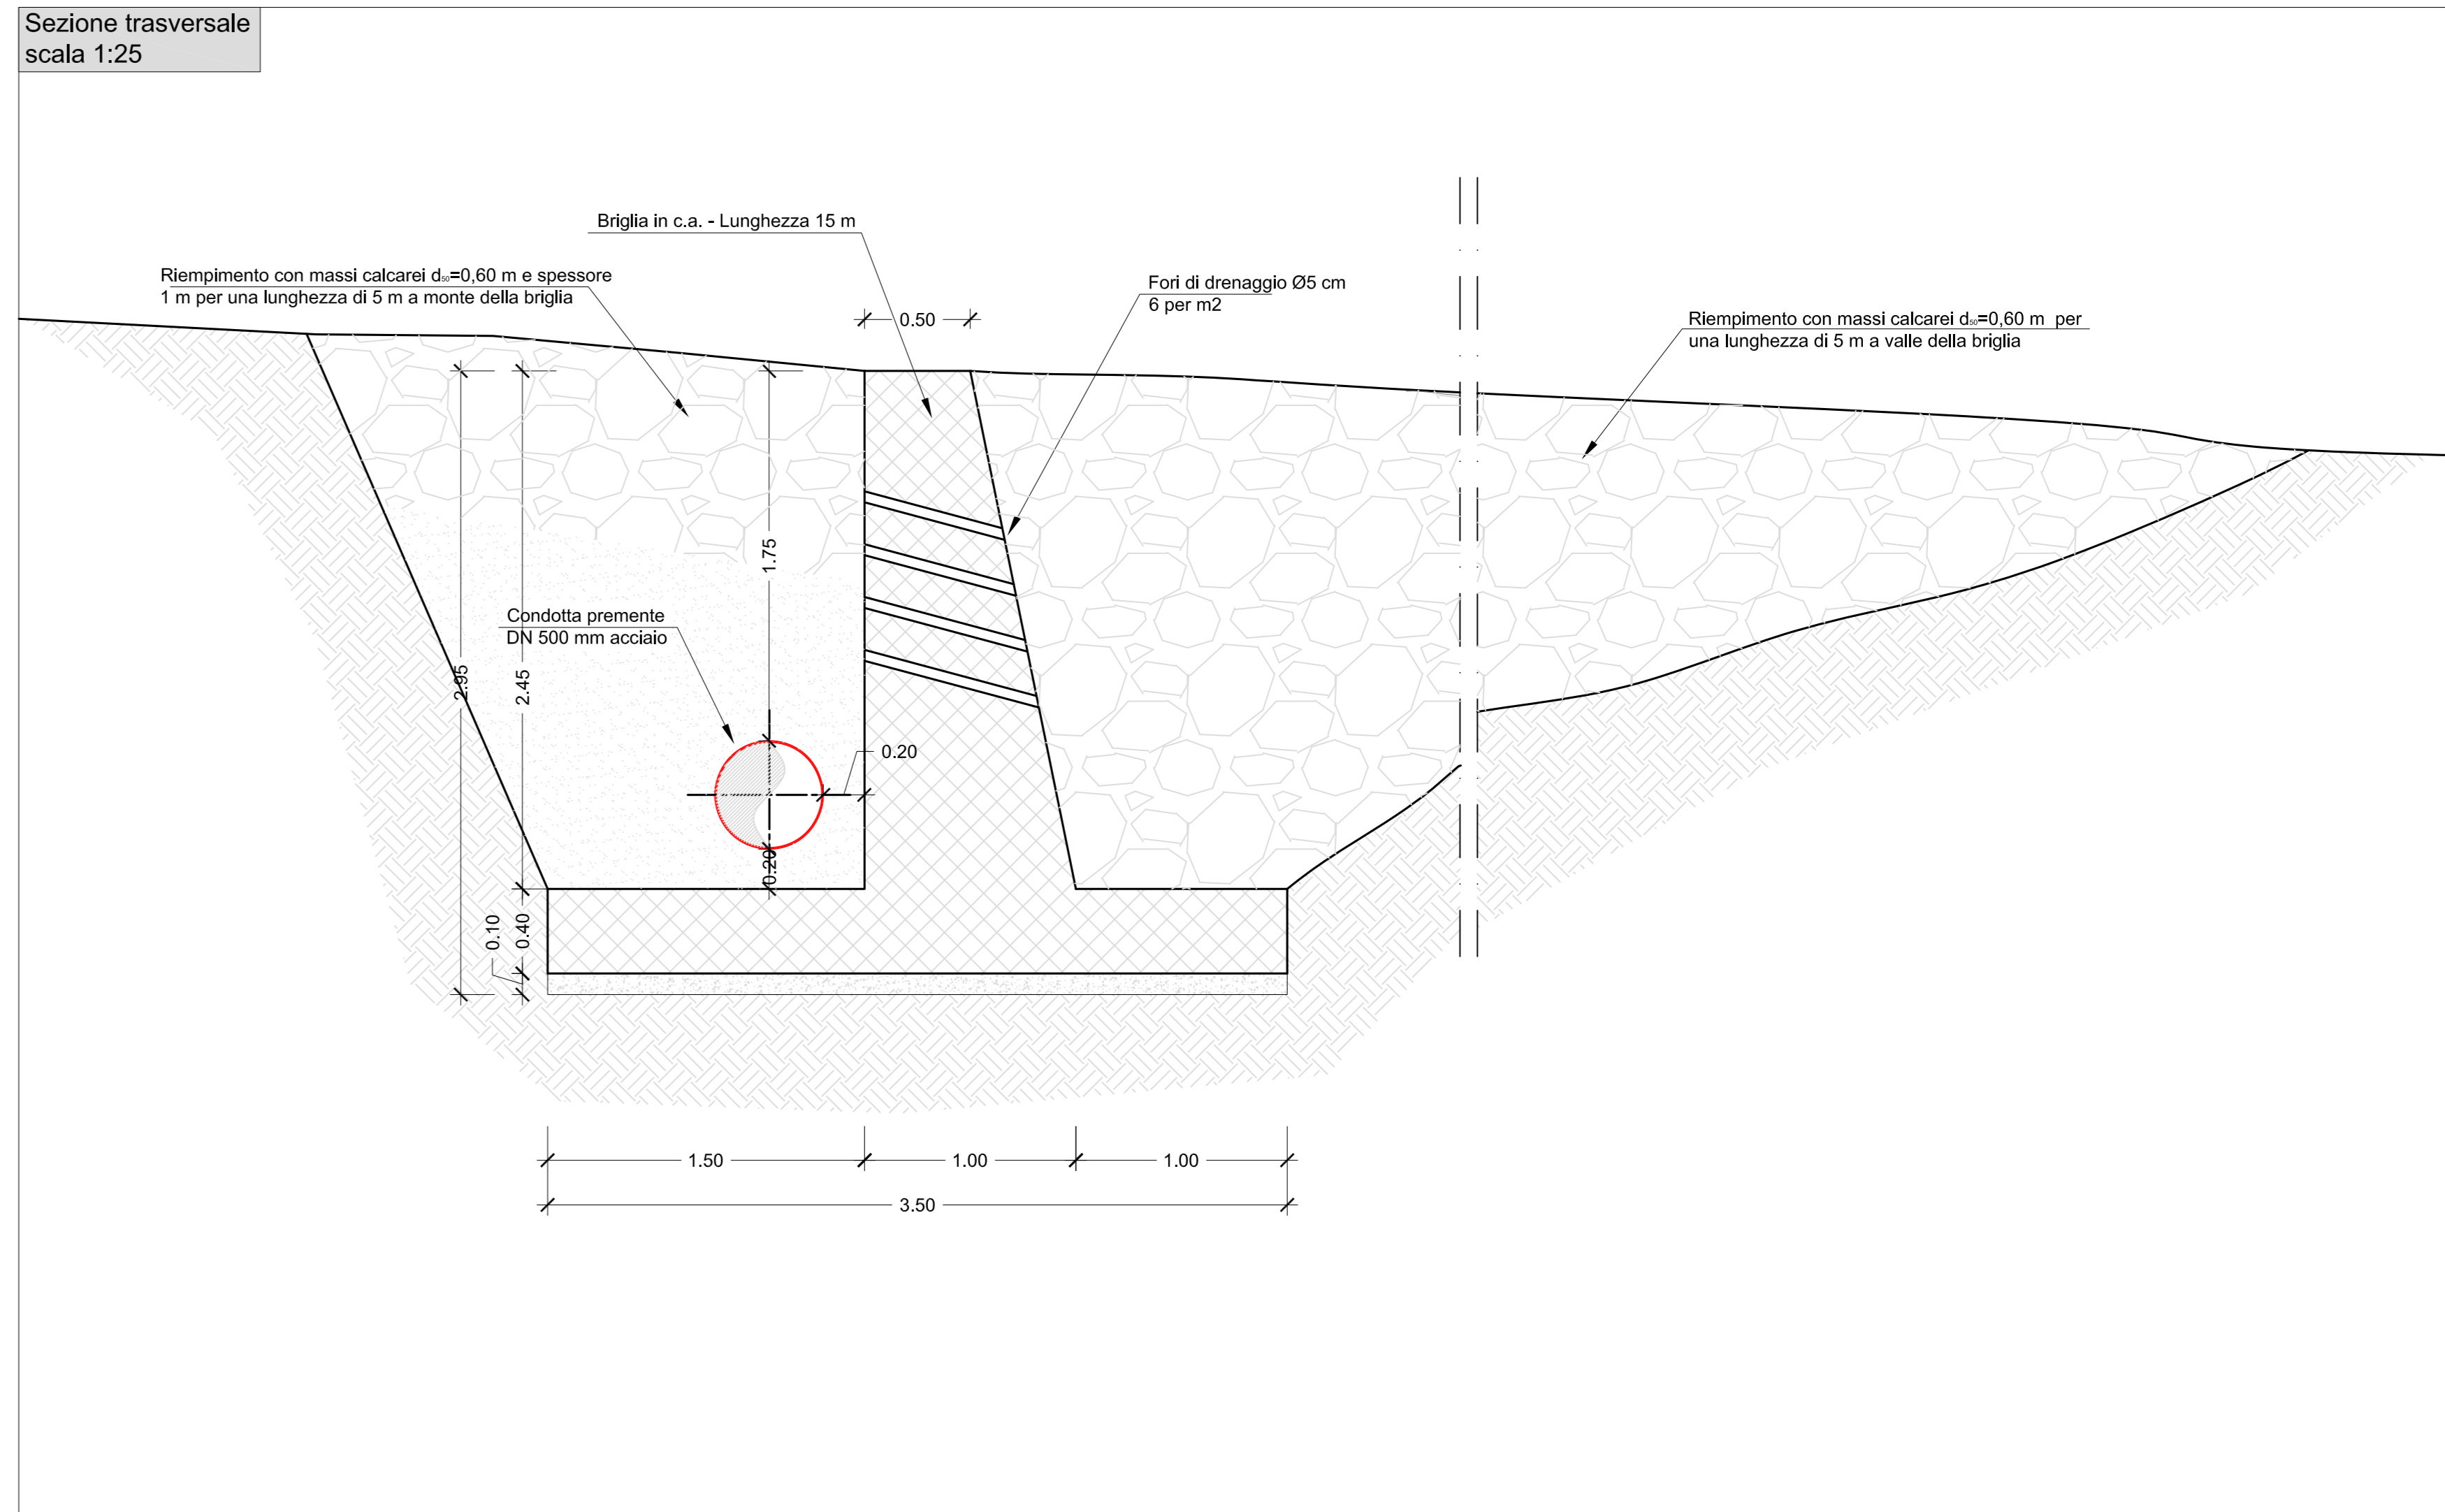 Sezione trasversale
scala 1:25
Briglia in c.a. - Lunghezza 15 m
Riempimento con massi calcarei d₅₀=0,60 m e spessore
1 m per una lunghezza di 5 m a monte della briglia
Fori di drenaggio Ø5 cm
6 per m2
0.50
Riempimento con massi calcarei d₅₀=0,60 m per
una lunghezza di 5 m a valle della briglia
1.75
Condotta premente
DN 500 mm acciaio
2.95
2.45
0.20
0.20
0.10
0.40
1.50
1.00
1.00
3.50